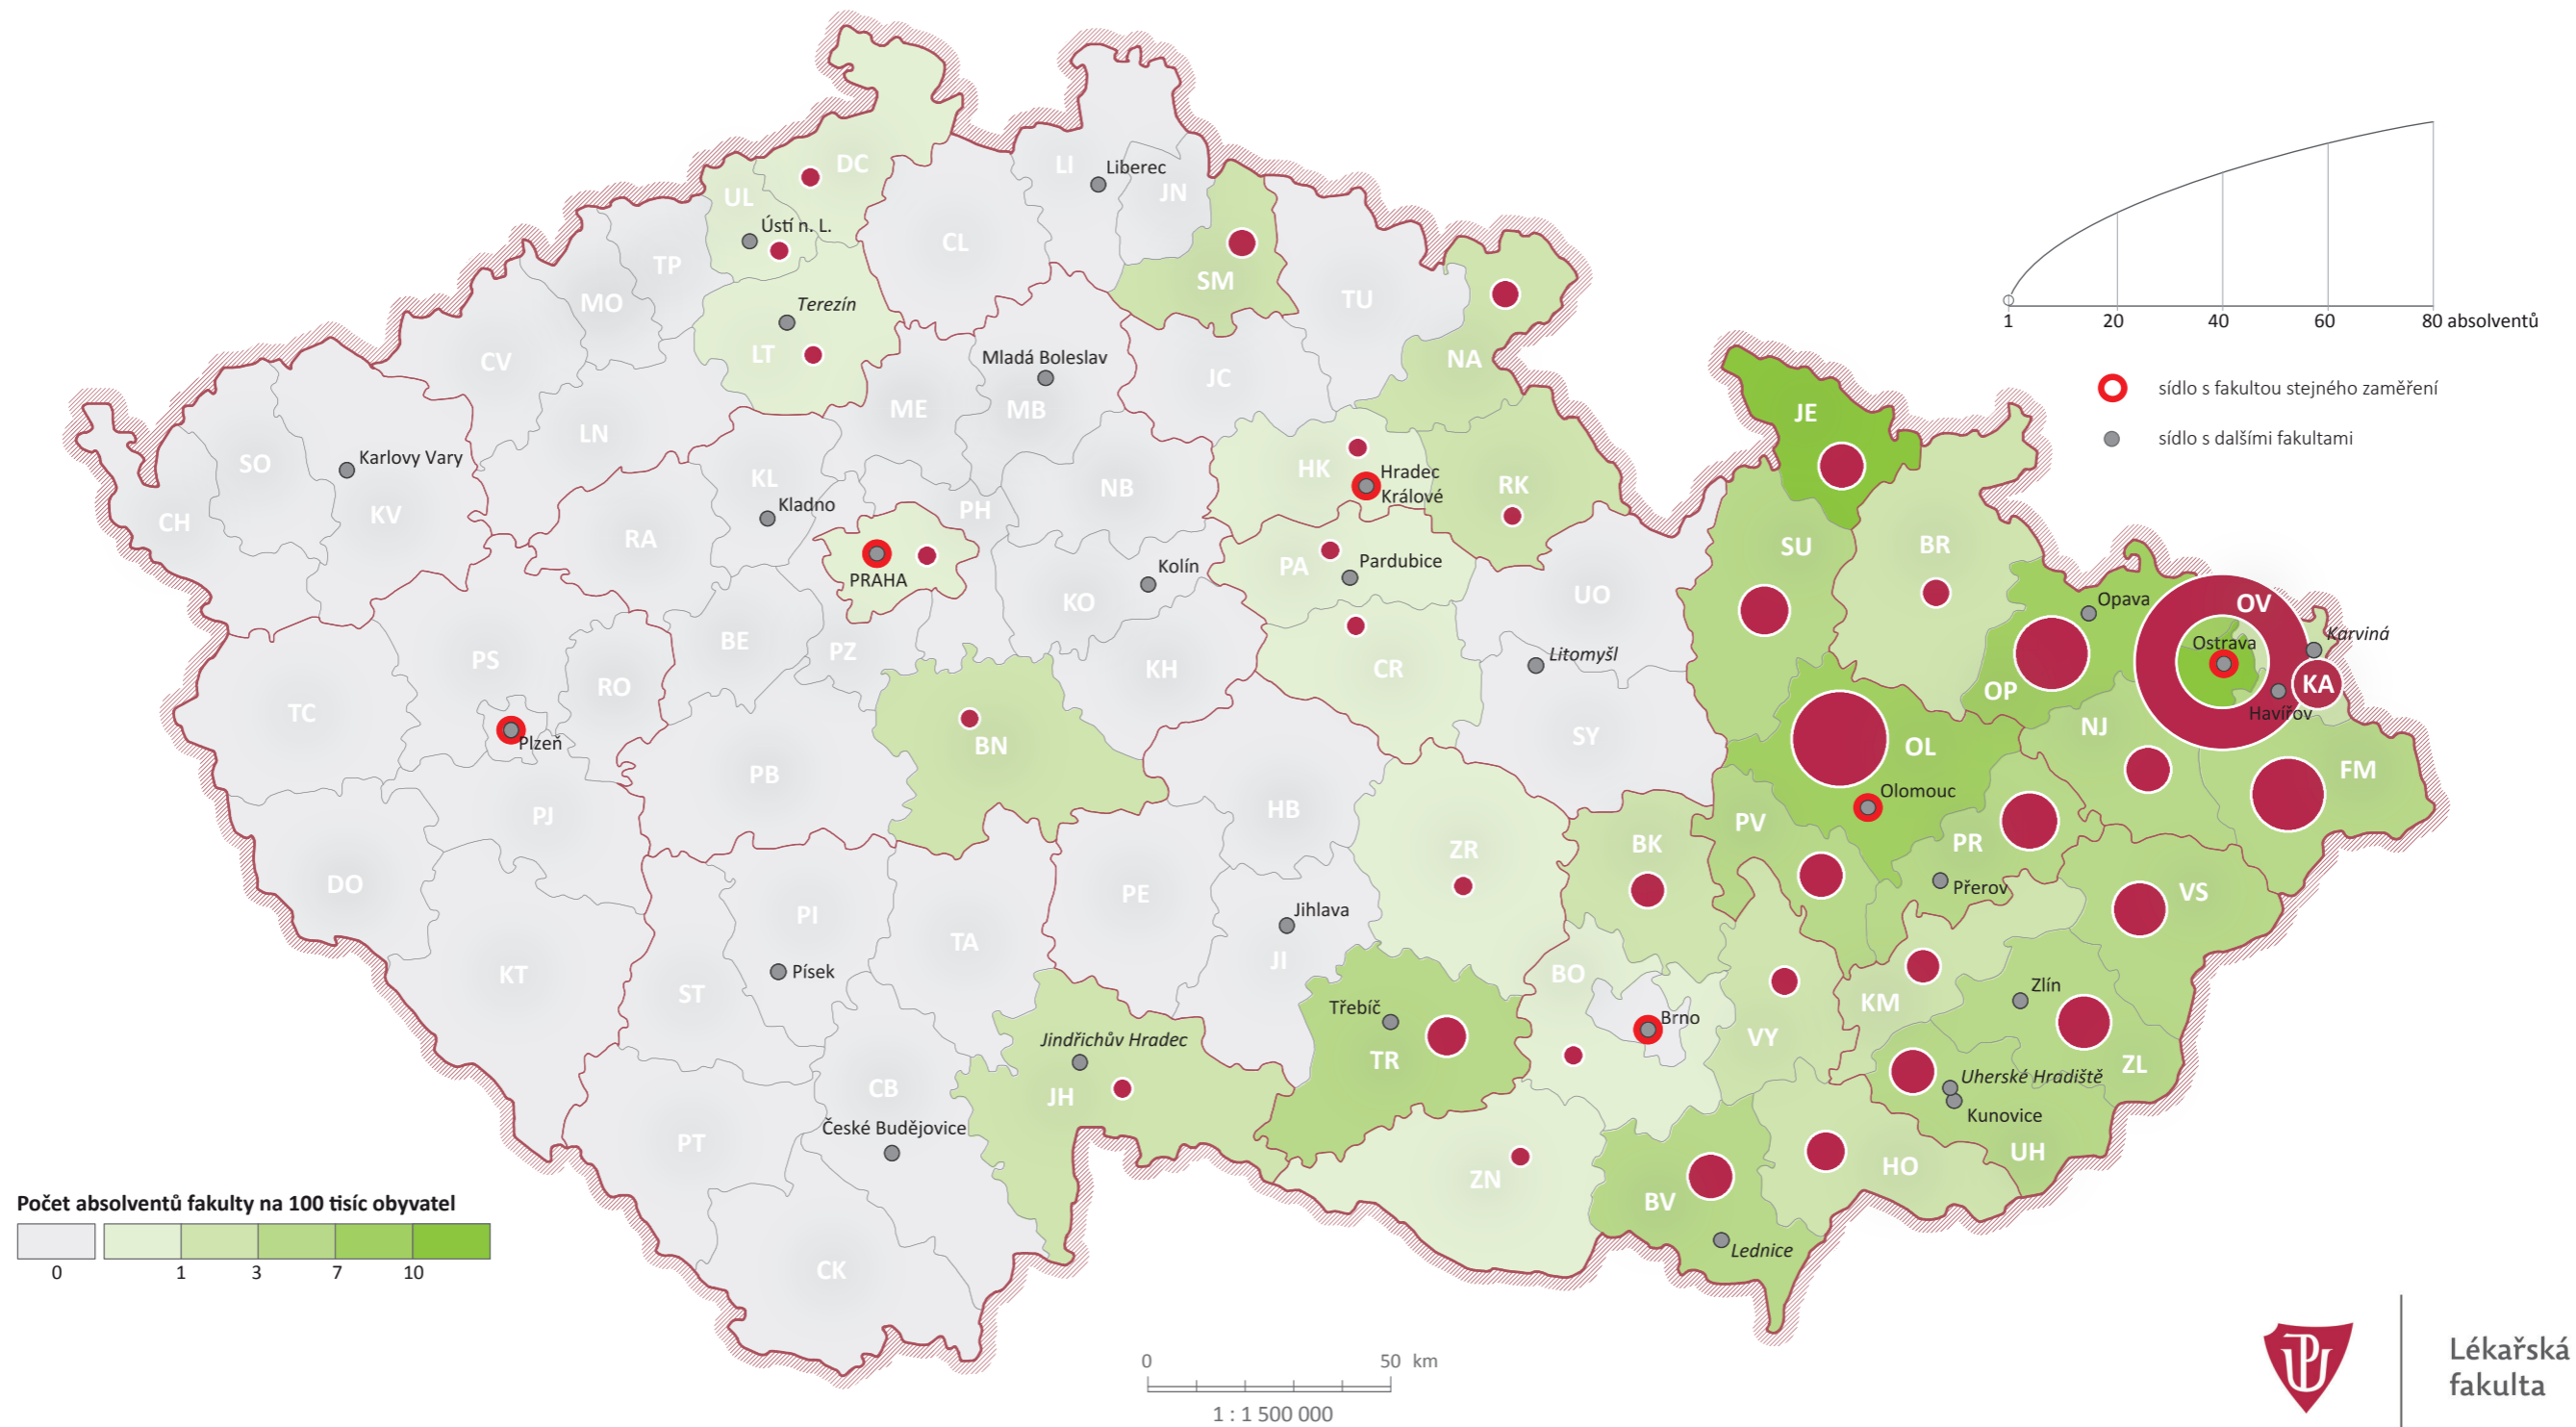 DC
LI
Liberec
JN
UL
Ústí n. L.
CL
TP
SM
MO
TU
Terezín
LT
NA
CV
Mladá Boleslav
MB
JC
ME
LN
SO
Karlovy Vary
KV
CH
KL
Kladno
NB
PH
HK
Hradec
Králové
RK
RA
PRAHA
Kolín
KO
PA
Pardubice
UO
BE
PZ
PS
RO
TC
Plzeň
KH
CR
Litomyšl
SY
BN
PB
PJ
HB
DO
KT
PI
Písek
ST
TA
PE
Jihlava
JI
ZR
BK
BO
Brno
VY
Třebíč
TR
Jindřichův Hradec
JH
CB
České Budějovice
PT
CK
ZN
BV
Lednice
HO
JE
SU
BR
OP
Opava
OV
Ostrava
Karviná
KA
Havířov
NJ
FM
OL
Olomouc
PV
PR
Přerov
VS
KM
Zlín
ZL
Uherské Hradiště
Kunovice
UH
1 20 40 60 80 absolventů
sídlo s fakultou stejného zaměření
sídlo s dalšími fakultami
Počet absolventů fakulty na 100 tisíc obyvatel
0 1 3 7 10
0 50 km
1 : 1 500 000
UP
Lékařská
fakulta